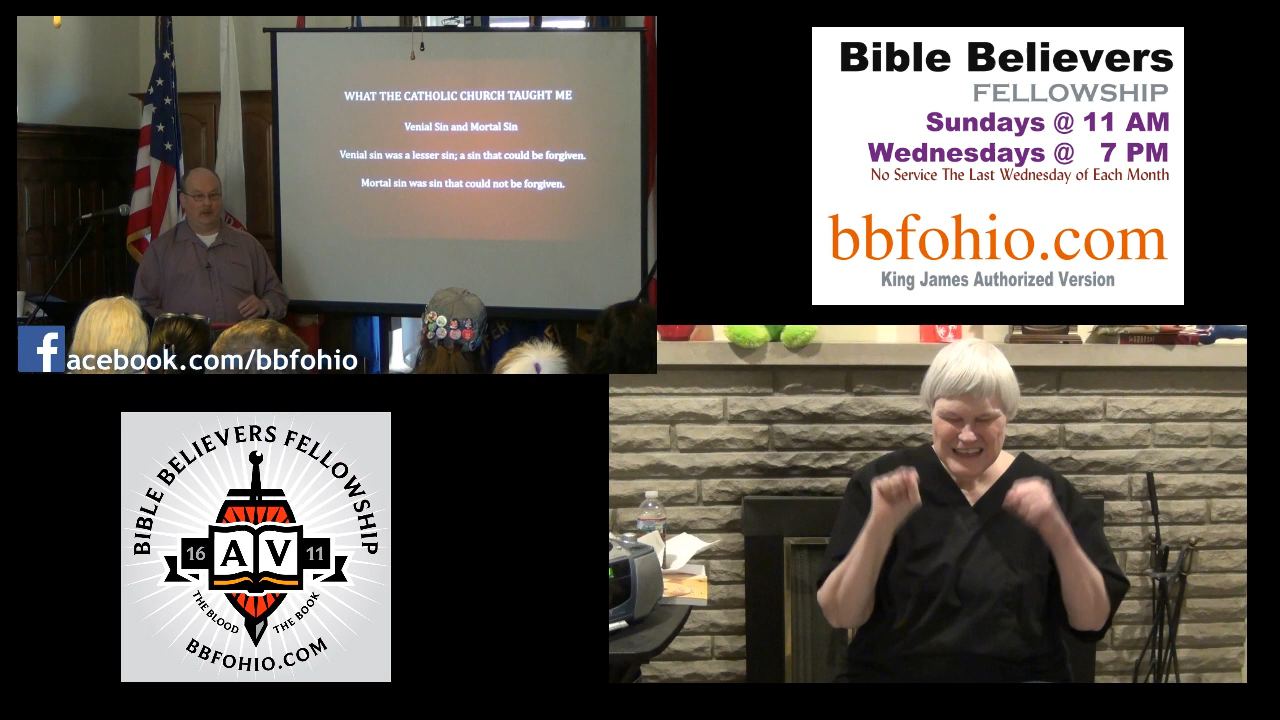 WHAT THE CATHOLIC CHURCH TAUGHT ME
Venial Sin and Mortal Sin
Venial sin was a lesser sin; a sin that could be forgiven.
Mortal sin was sin that could not be forgiven.
facebook.com/bbfohio
Bible Believers
FELLOWSHIP
Sundays @ 11 AM
Wednesdays @ 7 PM
No Service The Last Wednesday of Each Month
bbfohio.com
King James Authorized Version
BIBLE BELIEVERS FELLOWSHIP
16 AV 11
THE BLOOD THE BOOK
BBFOHIO.COM